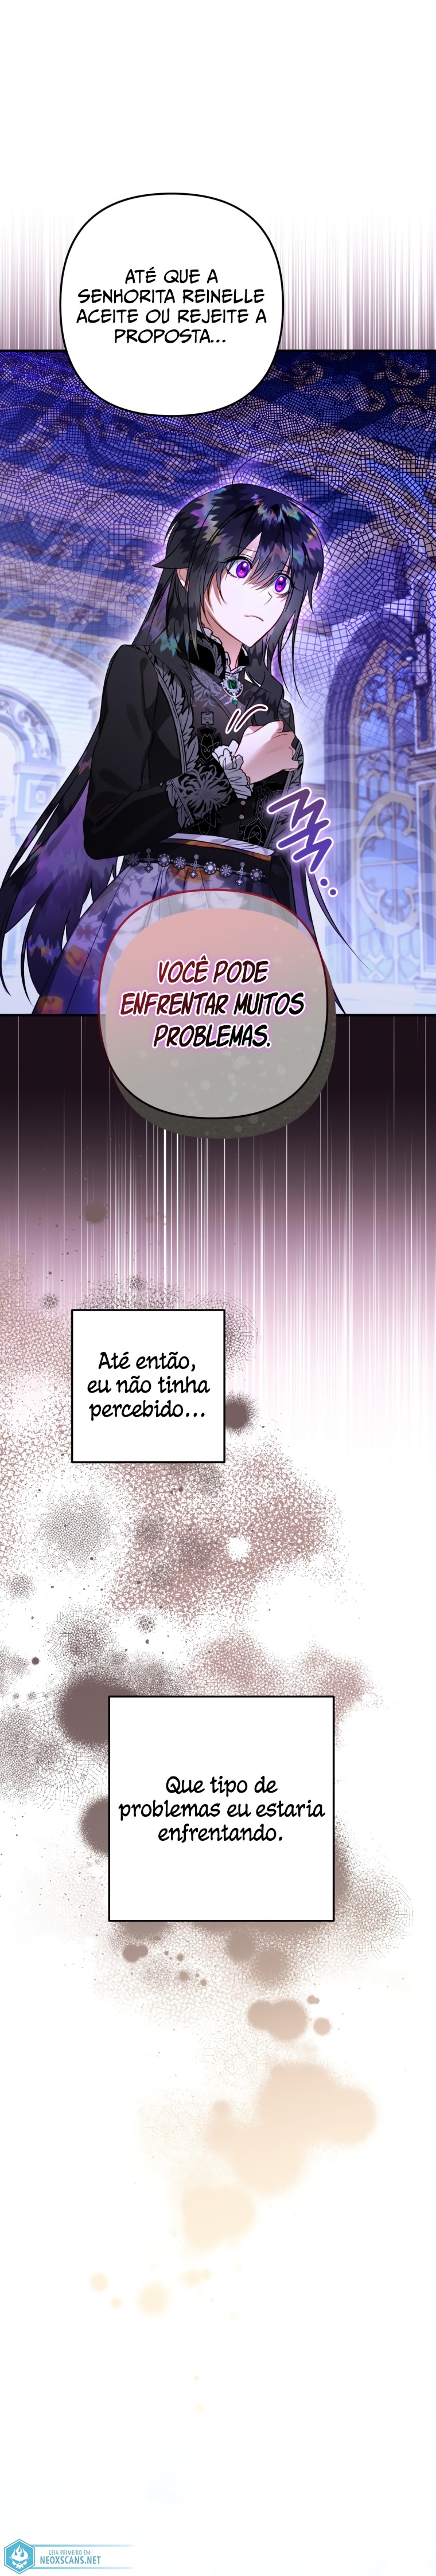 ATÉ QUE A
SENHORITA REINELLE
ACEITE OU REJEITE A
PROPOSTA...
VOCÊ PODE
ENFRENTAR MUITOS
PROBLEMAS.
Até então,
eu não tinha
percebido...
Que tipo de
problemas eu estaria
enfrentando.
LEIA PRIMEIRO EM:
NEOXSCANS.NET